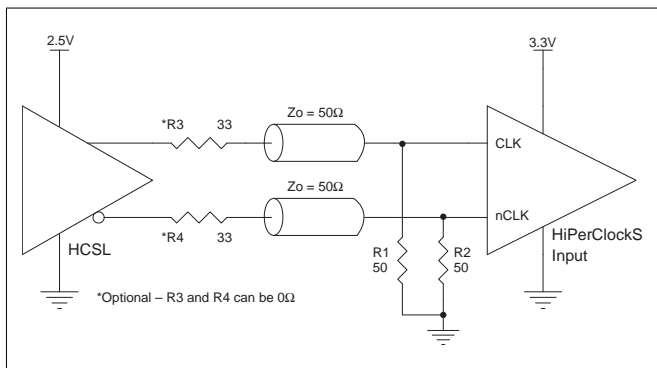 2.5V
3.3V
*R3 33
Zo = 50Ω
CLK
Zo = 50Ω
nCLK
*R4 33
HCSL
R1
50
R2
50
HiPerClockS
Input
*Optional – R3 and R4 can be 0Ω